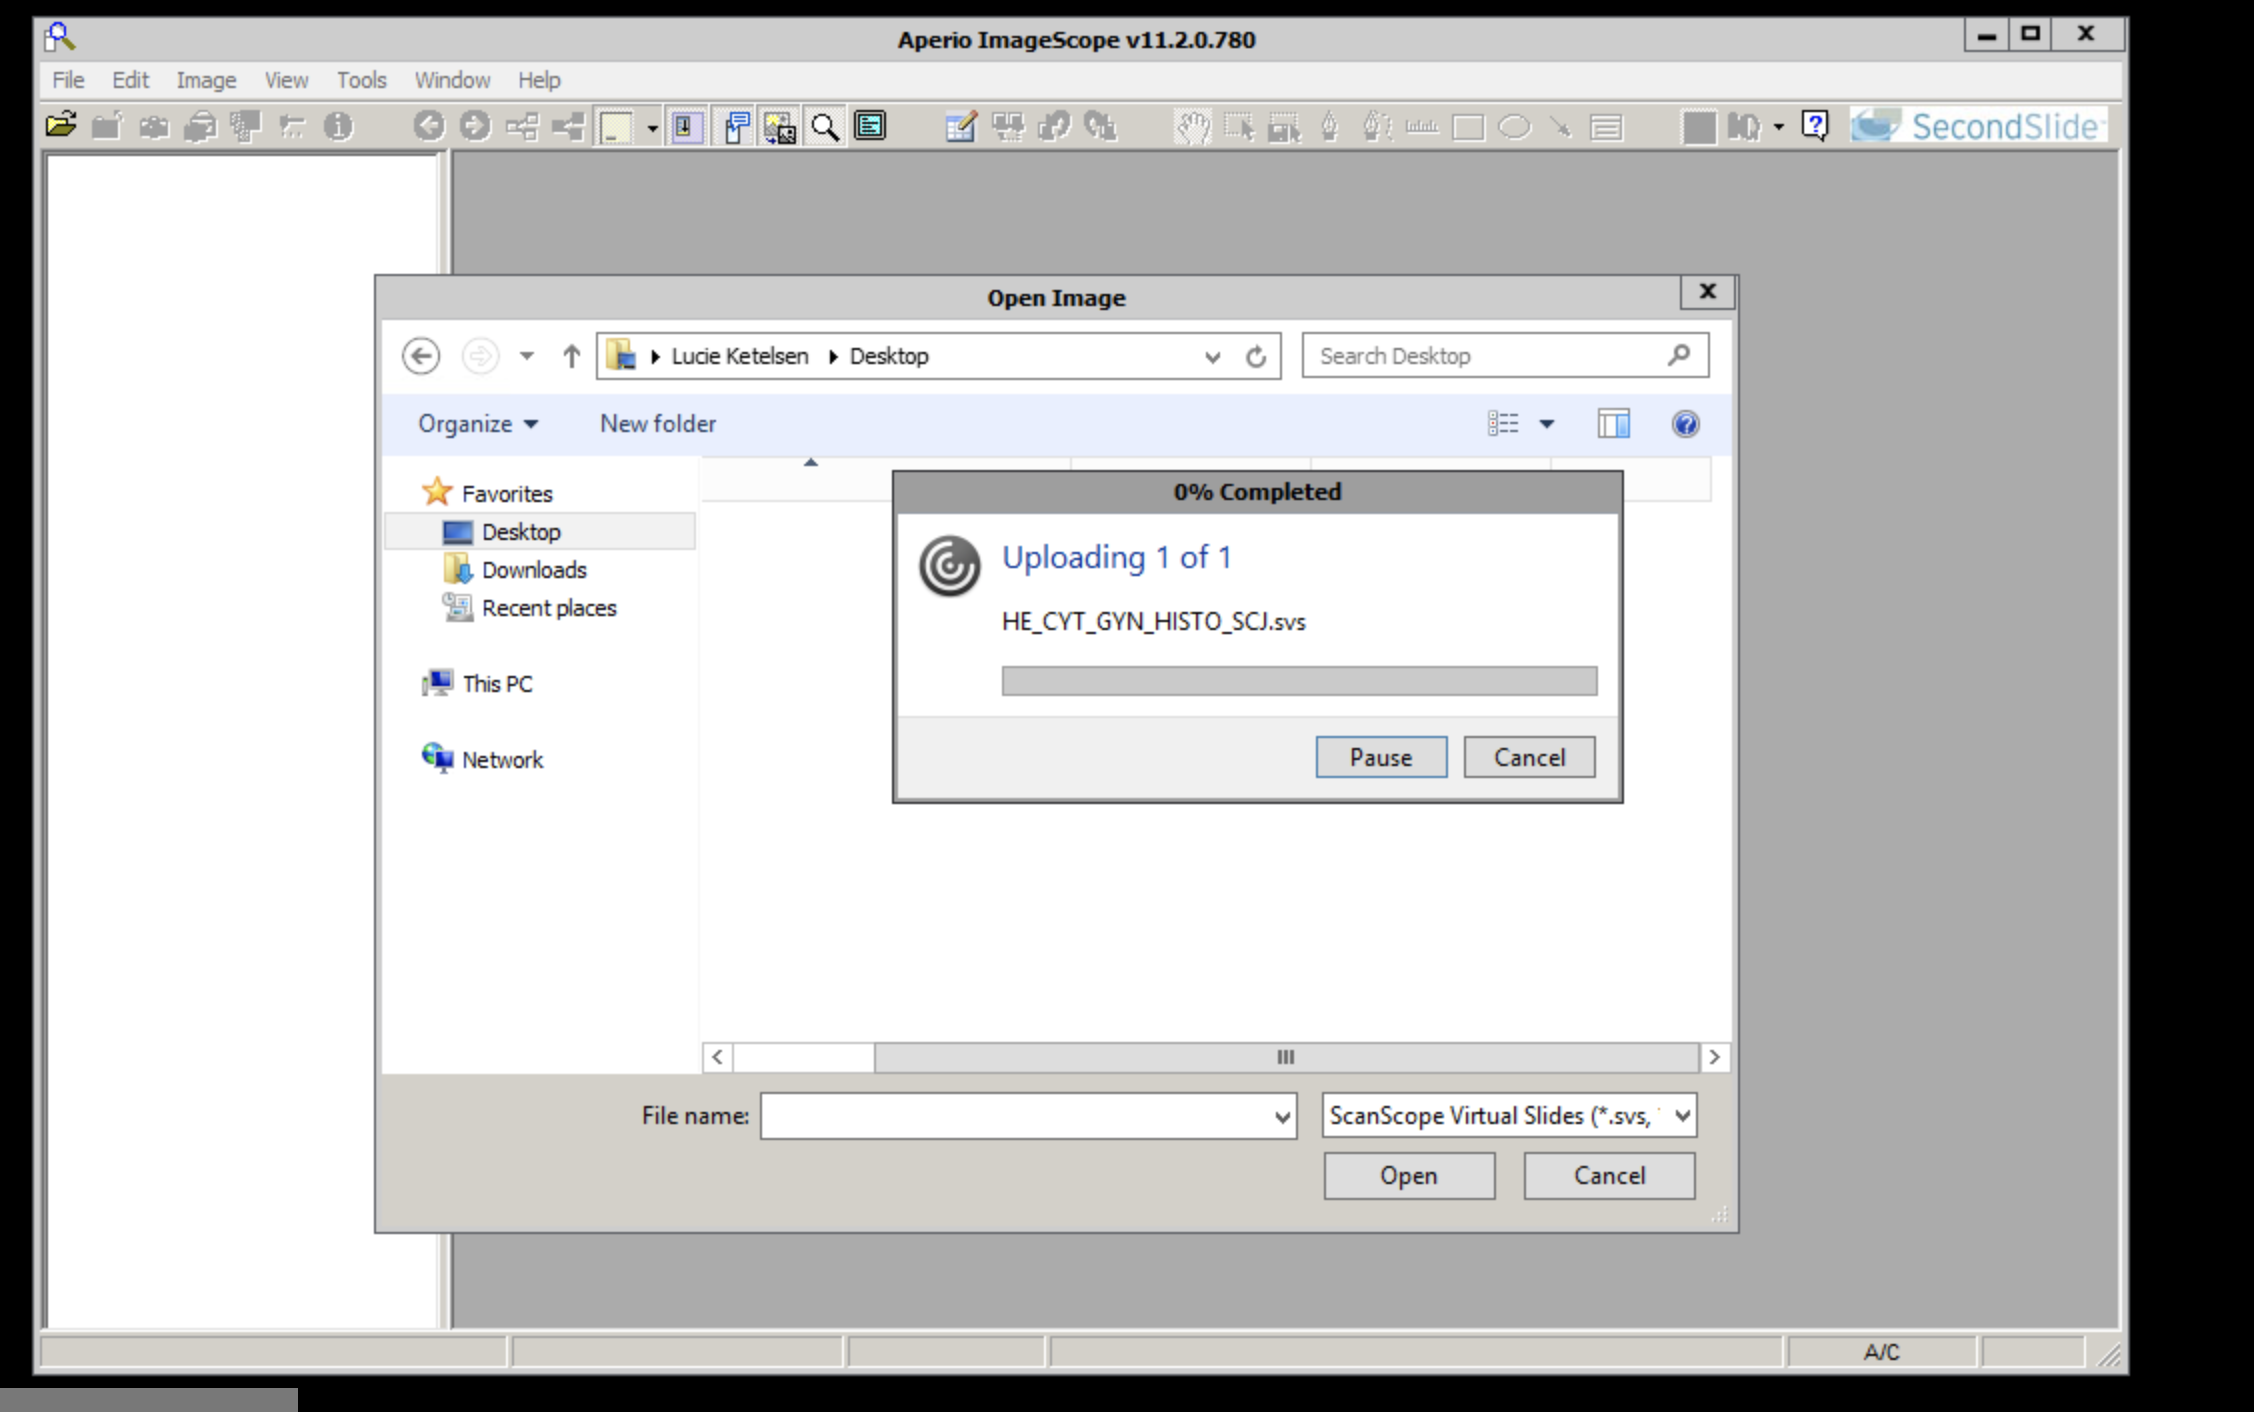 Aperio ImageScope v11.2.0.780
File Edit Image View Tools Window Help
SecondSlide
Open Image
Lucie Ketelsen Desktop
Search Desktop
Organize New folder
Favorites
Desktop
Downloads
Recent places
This PC
Network
0% Completed
Uploading 1 of 1
HE_CYT_GYN_HISTO_SCJ.svs
Pause Cancel
File name:
ScanScope Virtual Slides (*.svs,
Open Cancel
A/C